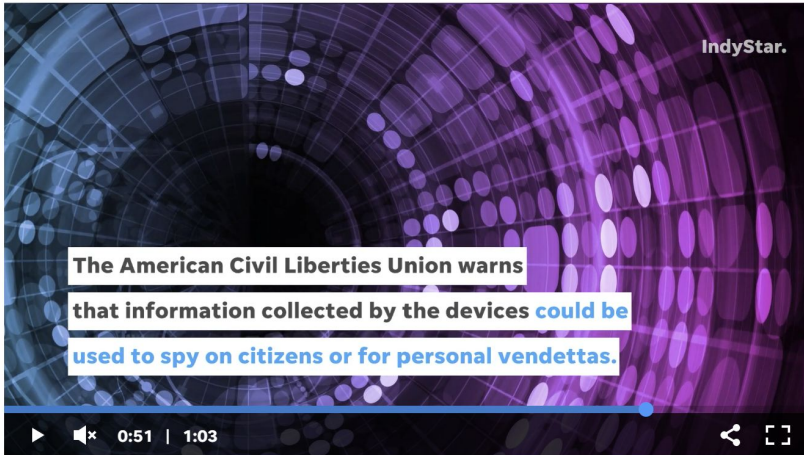 IndyStar.
The American Civil Liberties Union warns
that information collected by the devices could be
used to spy on citizens or for personal vendettas.
0:51 | 1:03